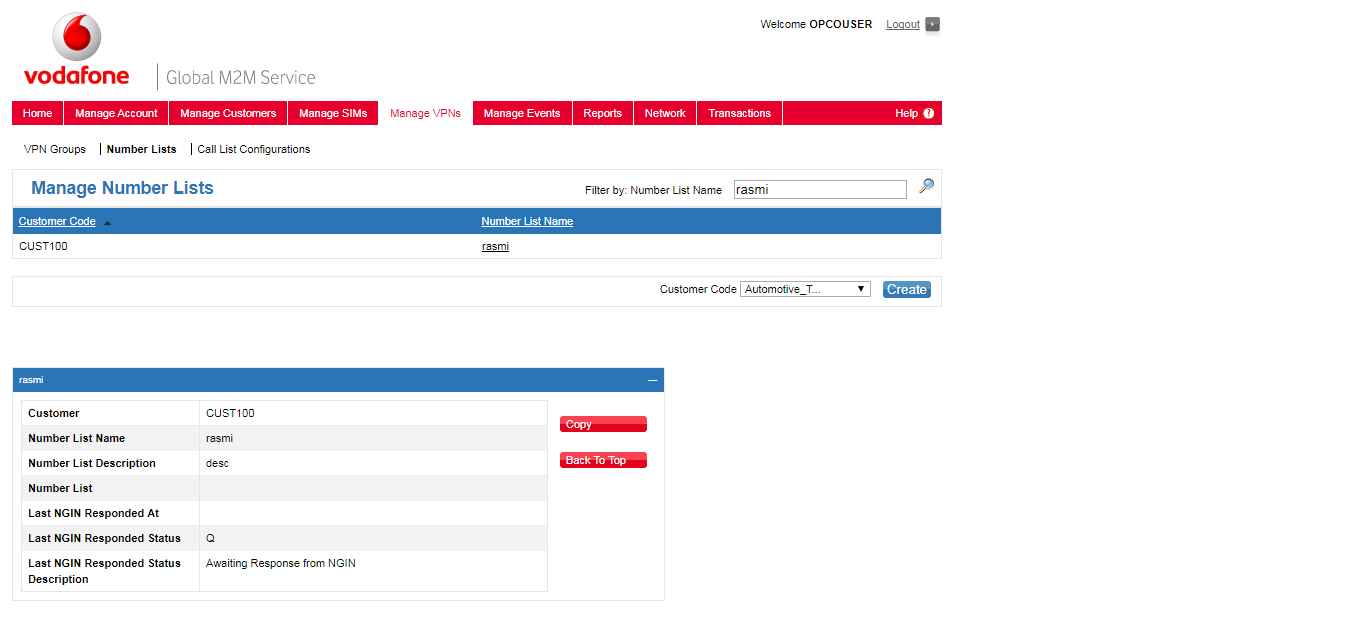 Welcome OPCOUSER Logout
vodafone
Global M2M Service
Home Manage Account Manage Customers Manage SIMs Manage VPNs Manage Events Reports Network Transactions Help ?
VPN Groups Number Lists Call List Configurations
Manage Number Lists Filter by: Number List Name rasmi
Customer Code Number List Name
CUST100 rasmi
Customer Code Automotive_T... Create
rasmi
Customer CUST100
Copy
Number List Name rasmi
Number List Description desc
Back To Top
Number List
Last NGIN Responded At
Last NGIN Responded Status Q
Last NGIN Responded Status Awaiting Response from NGIN
Description